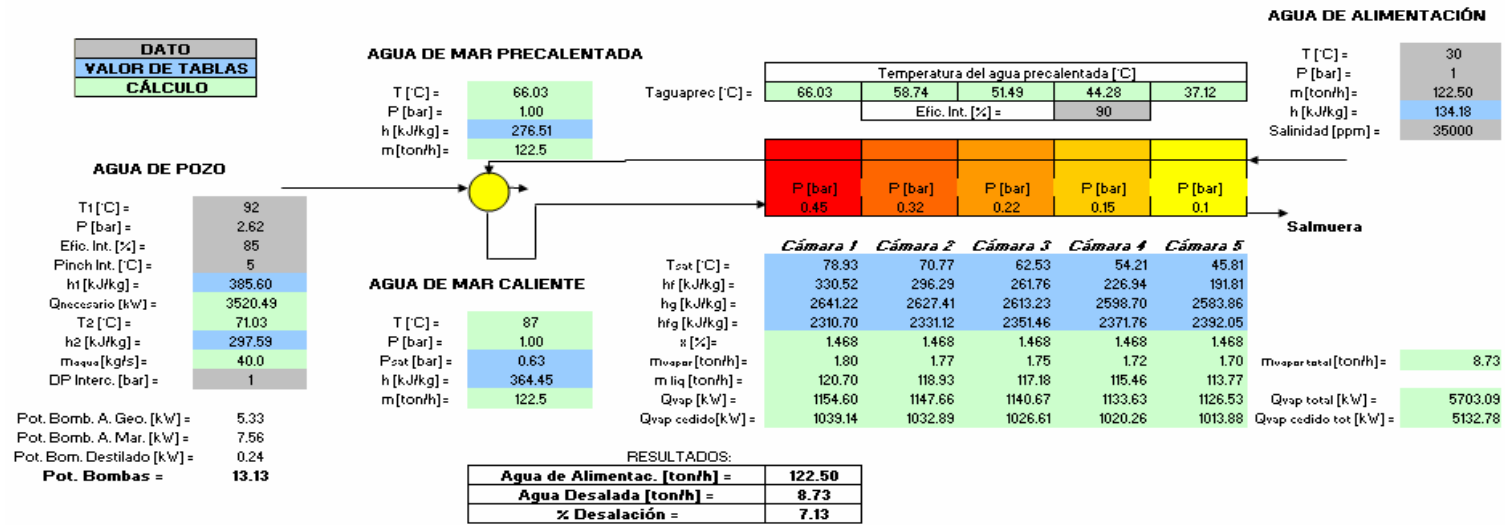 DATO
VALOR DE TABLAS
CÁLCULO
AGUA DE MAR PRECALENTADA
T [°C] = 66.03
P [bar] = 1.00
h [kJ/kg] = 276.51
m[ton/h] = 122.5
Temperatura del agua precalentada [°C]
Taguaprec [°C] = 66.03 58.74 51.49 44.28 37.12
Efic. Int. [%] = 90
AGUA DE ALIMENTACIÓN
T [°C] = 30
P [bar] = 1
m[ton/h]= 122.50
h [kJ/kg] = 134.18
Salinidad [ppm] = 35000
AGUA DE POZO
T1 [°C] = 92
P [bar] = 2.62
Efic. Int. [%] = 85
Pinch Int. [°C] = 5
h1 [kJ/kg] = 385.60
Qnecesario [kW] = 3520.49
T2 [°C] = 71.03
h2 [kJ/kg] = 297.59
magua[kg/s] = 40.0
DP Interc. [bar] = 1
Pot. Bomb. A. Geo. [kW] = 5.33
Pot. Bomb. A. Mar. [kW] = 7.56
Pot. Bom. Destilado [kW] = 0.24
Pot. Bombas = 13.13
AGUA DE MAR CALIENTE
T [°C] = 87
P [bar] = 1.00
Psat [bar] = 0.63
h [kJ/kg] = 364.45
m[ton/h] = 122.5
P [bar] P [bar] P [bar] P [bar] P [bar]
0.45 0.32 0.22 0.15 0.1
Salmuera
Cámara 1 Cámara 2 Cámara 3 Cámara 4 Cámara 5
Tsat [°C] = 78.93 70.77 62.53 54.21 45.81
hf [kJ/kg] = 330.52 296.29 261.76 226.94 191.81
hg [kJ/kg] = 2641.22 2627.41 2613.23 2598.70 2583.86
hfg [kJ/kg] = 2310.70 2331.12 2351.46 2371.76 2392.05
x [%]= 1.468 1.468 1.468 1.468 1.468
mvapor[ton/h]= 1.80 1.77 1.75 1.72 1.70
m liq [ton/h] = 120.70 118.93 117.18 115.46 113.77
Qvap [kW] = 1154.60 1147.66 1140.67 1133.63 1126.53
Qvap cedido[kW] = 1039.14 1032.89 1026.61 1020.26 1013.88
mvapor total [ton/h]= 8.73
Qvap total [kW] = 5703.09
Qvap cedido tot [kW] = 5132.78
RESULTADOS:
Agua de Alimentac. [ton/h] = 122.50
Agua Desalada [ton/h] = 8.73
% Desalación = 7.13